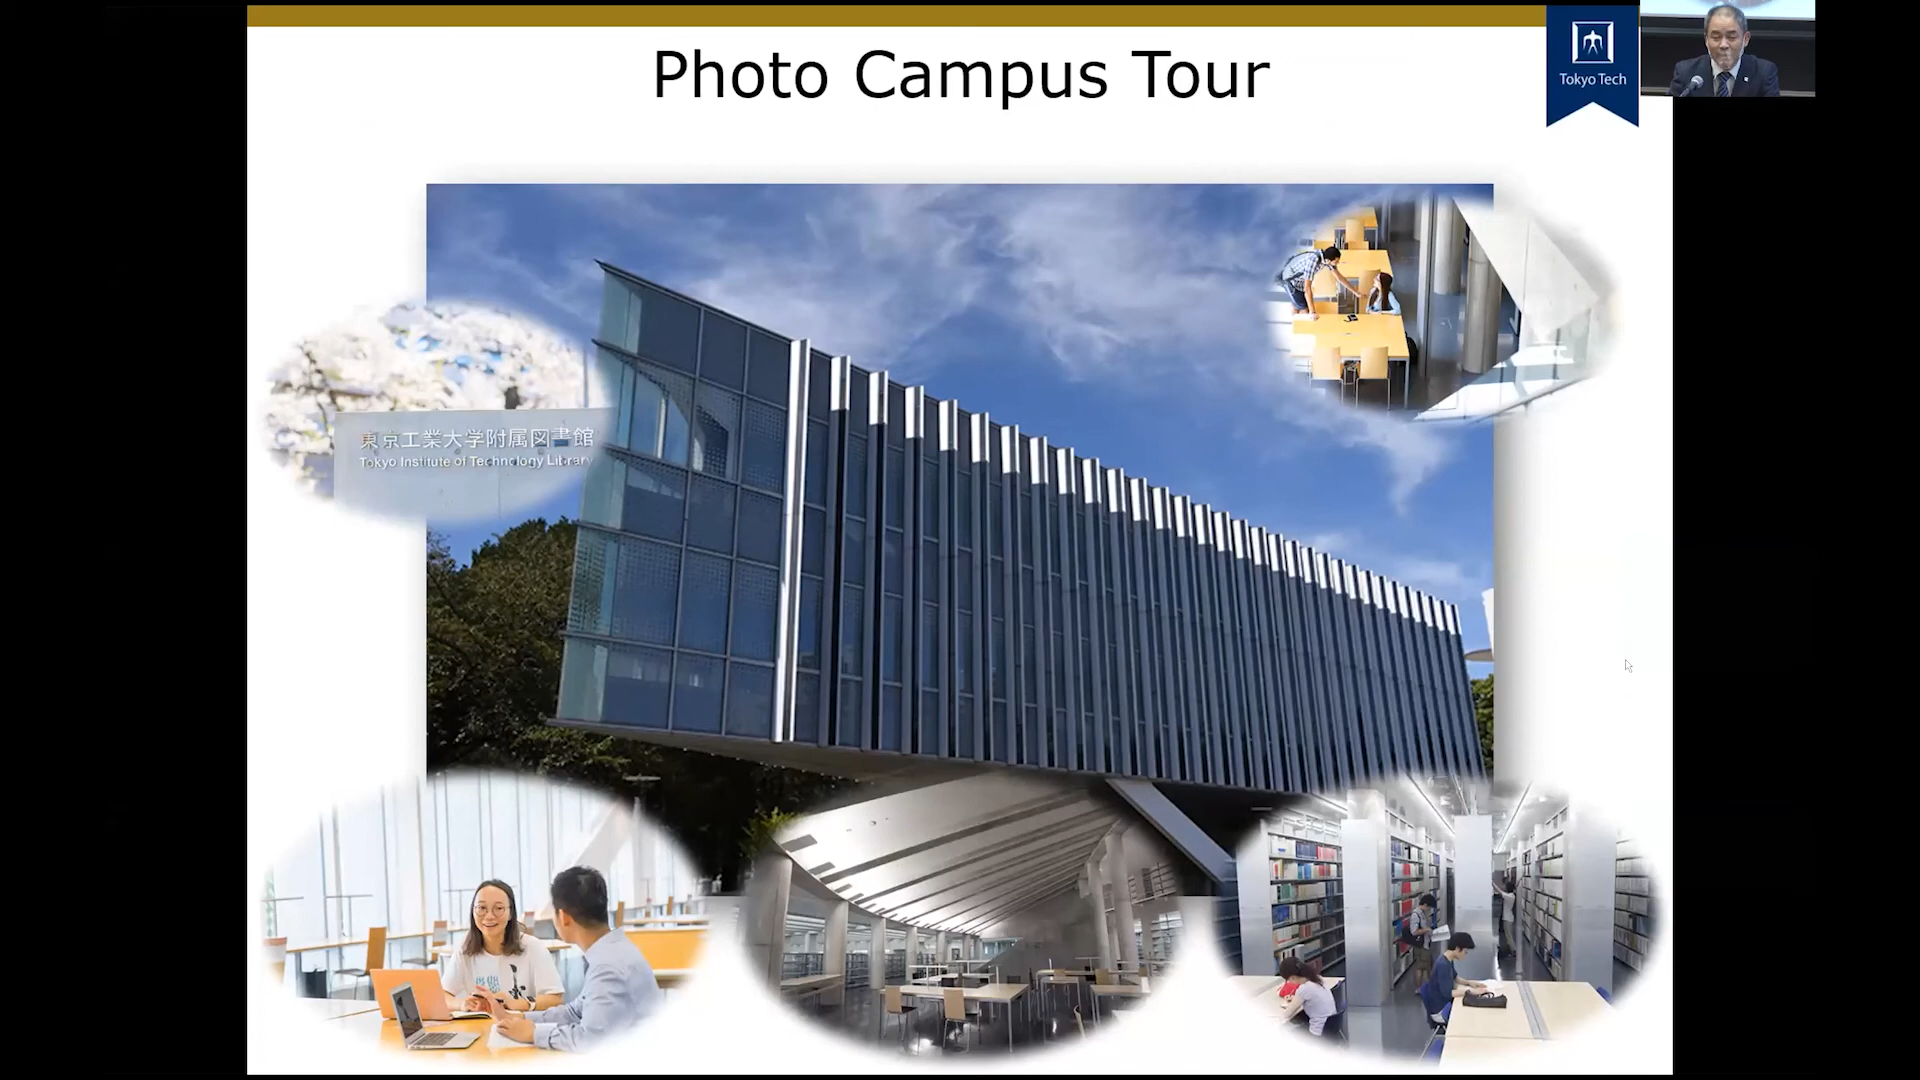 Photo Campus Tour
Tokyo Tech
東京工業大学附属図書館
Tokyo Institute of Technology Library